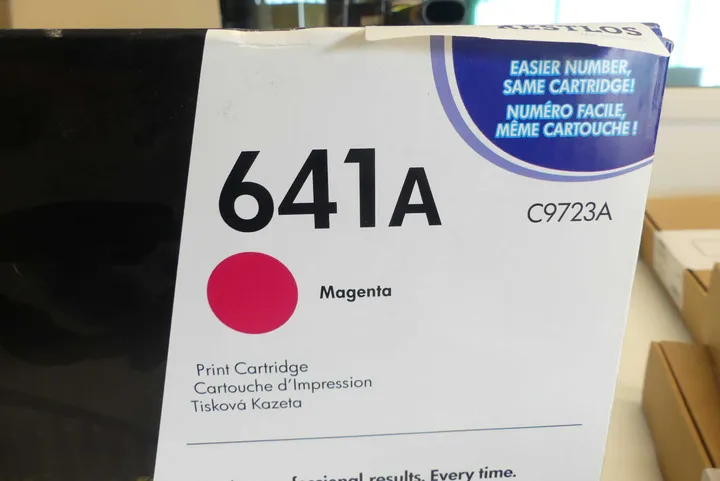 RESTLOS
EASIER NUMBER,
SAME CARTRIDGE!
NUMÉRO FACILE,
MÊME CARTOUCHE !
641A
C9723A
Magenta
Print Cartridge
Cartouche d'Impression
Tisková Kazeta
results. Every time.